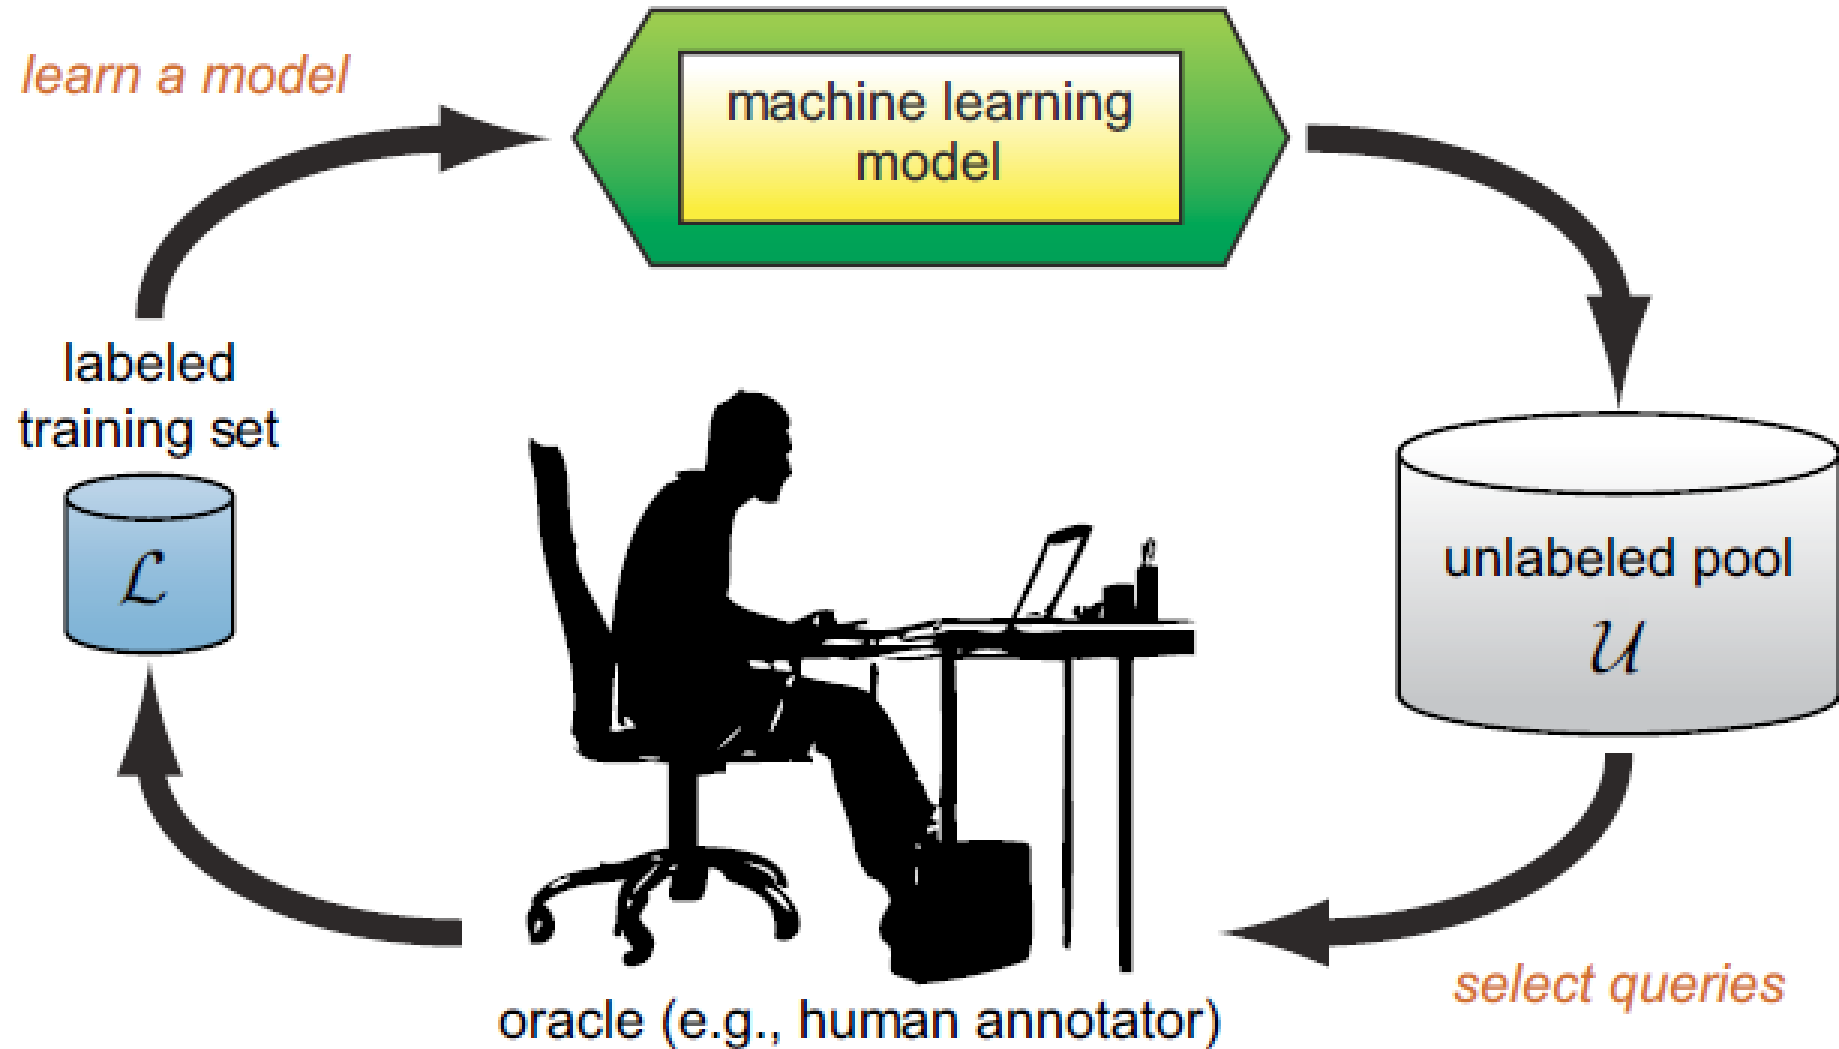 learn a model
machine learning
model
labeled
training set
ℒ
unlabeled pool
𝒰
select queries
oracle (e.g., human annotator)